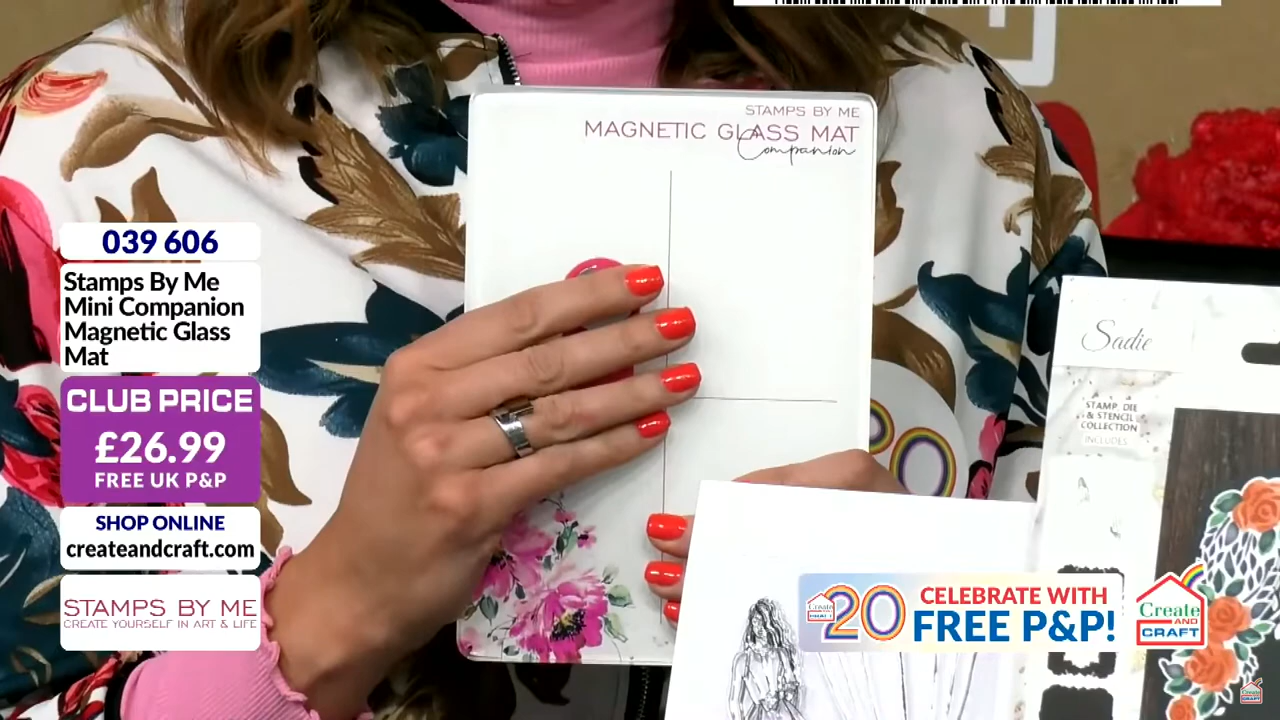 STAMPS BY ME
MAGNETIC GLASS MAT
Companion
039 606
Stamps By Me
Mini Companion
Magnetic Glass
Mat
CLUB PRICE
£26.99
FREE UK P&P
SHOP ONLINE
createandcraft.com
STAMPS BY ME
CREATE YOURSELF IN ART & LIFE
Sadie
STAMP, DIE
& STENCIL
COLLECTION
INCLUDES
20
20
CELEBRATE WITH
FREE P&P!
Create
AND
CRAFT